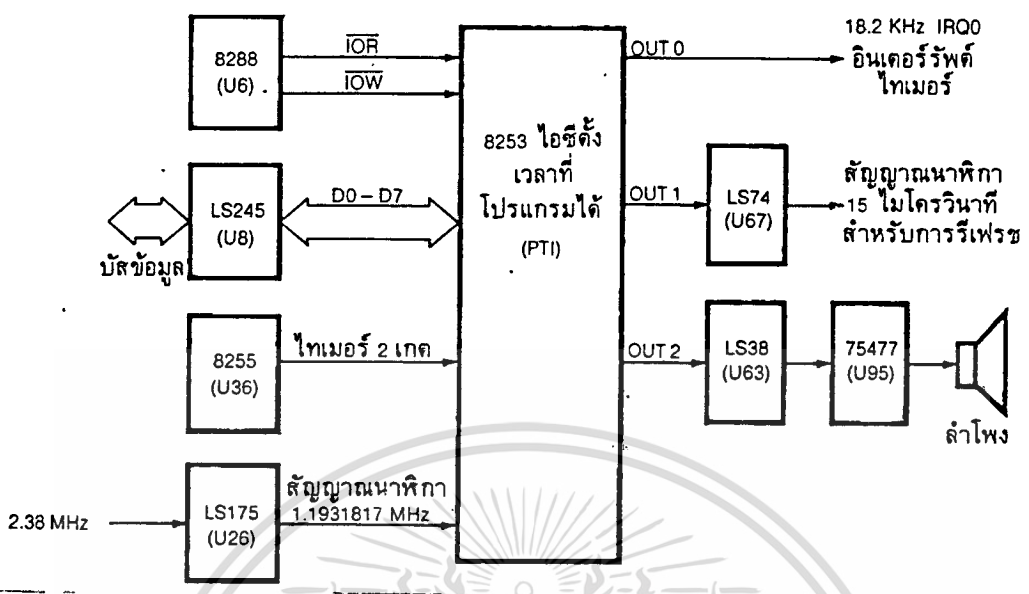 8288
(U6)
IOR
IOW
LS245
(U8)
D0 – D7
บัสข้อมูล
8255
(U36)
ไทเมอร์ 2 เกต
2.38 MHz
LS175
(U26)
สัญญาณนาฬิกา
1.1931817 MHz
8253 ไอซีตั้ง
เวลาที่
โปรแกรมได้
(PTI)
OUT 0
18.2 KHz IRQ0
อินเตอร์รัพต์
ไทเมอร์
OUT 1
LS74
(U67)
สัญญาณนาฬิกา
15 ไมโครวินาที
สำหรับการรีเฟรช
OUT 2
LS38
(U63)
75477
(U95)
ลำโพง